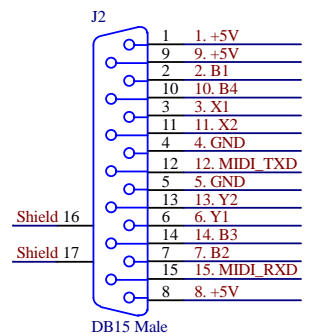 J2
1 1. +5V
9 9. +5V
2 2. B1
10 10. B4
3 3. X1
11 11. X2
4 4. GND
12 12. MIDI_TXD
5 5. GND
13 13. Y2
Shield 16 6 6. Y1
14 14. B3
Shield 17 7 7. B2
15 15. MIDI_RXD
8 8. +5V
DB15 Male